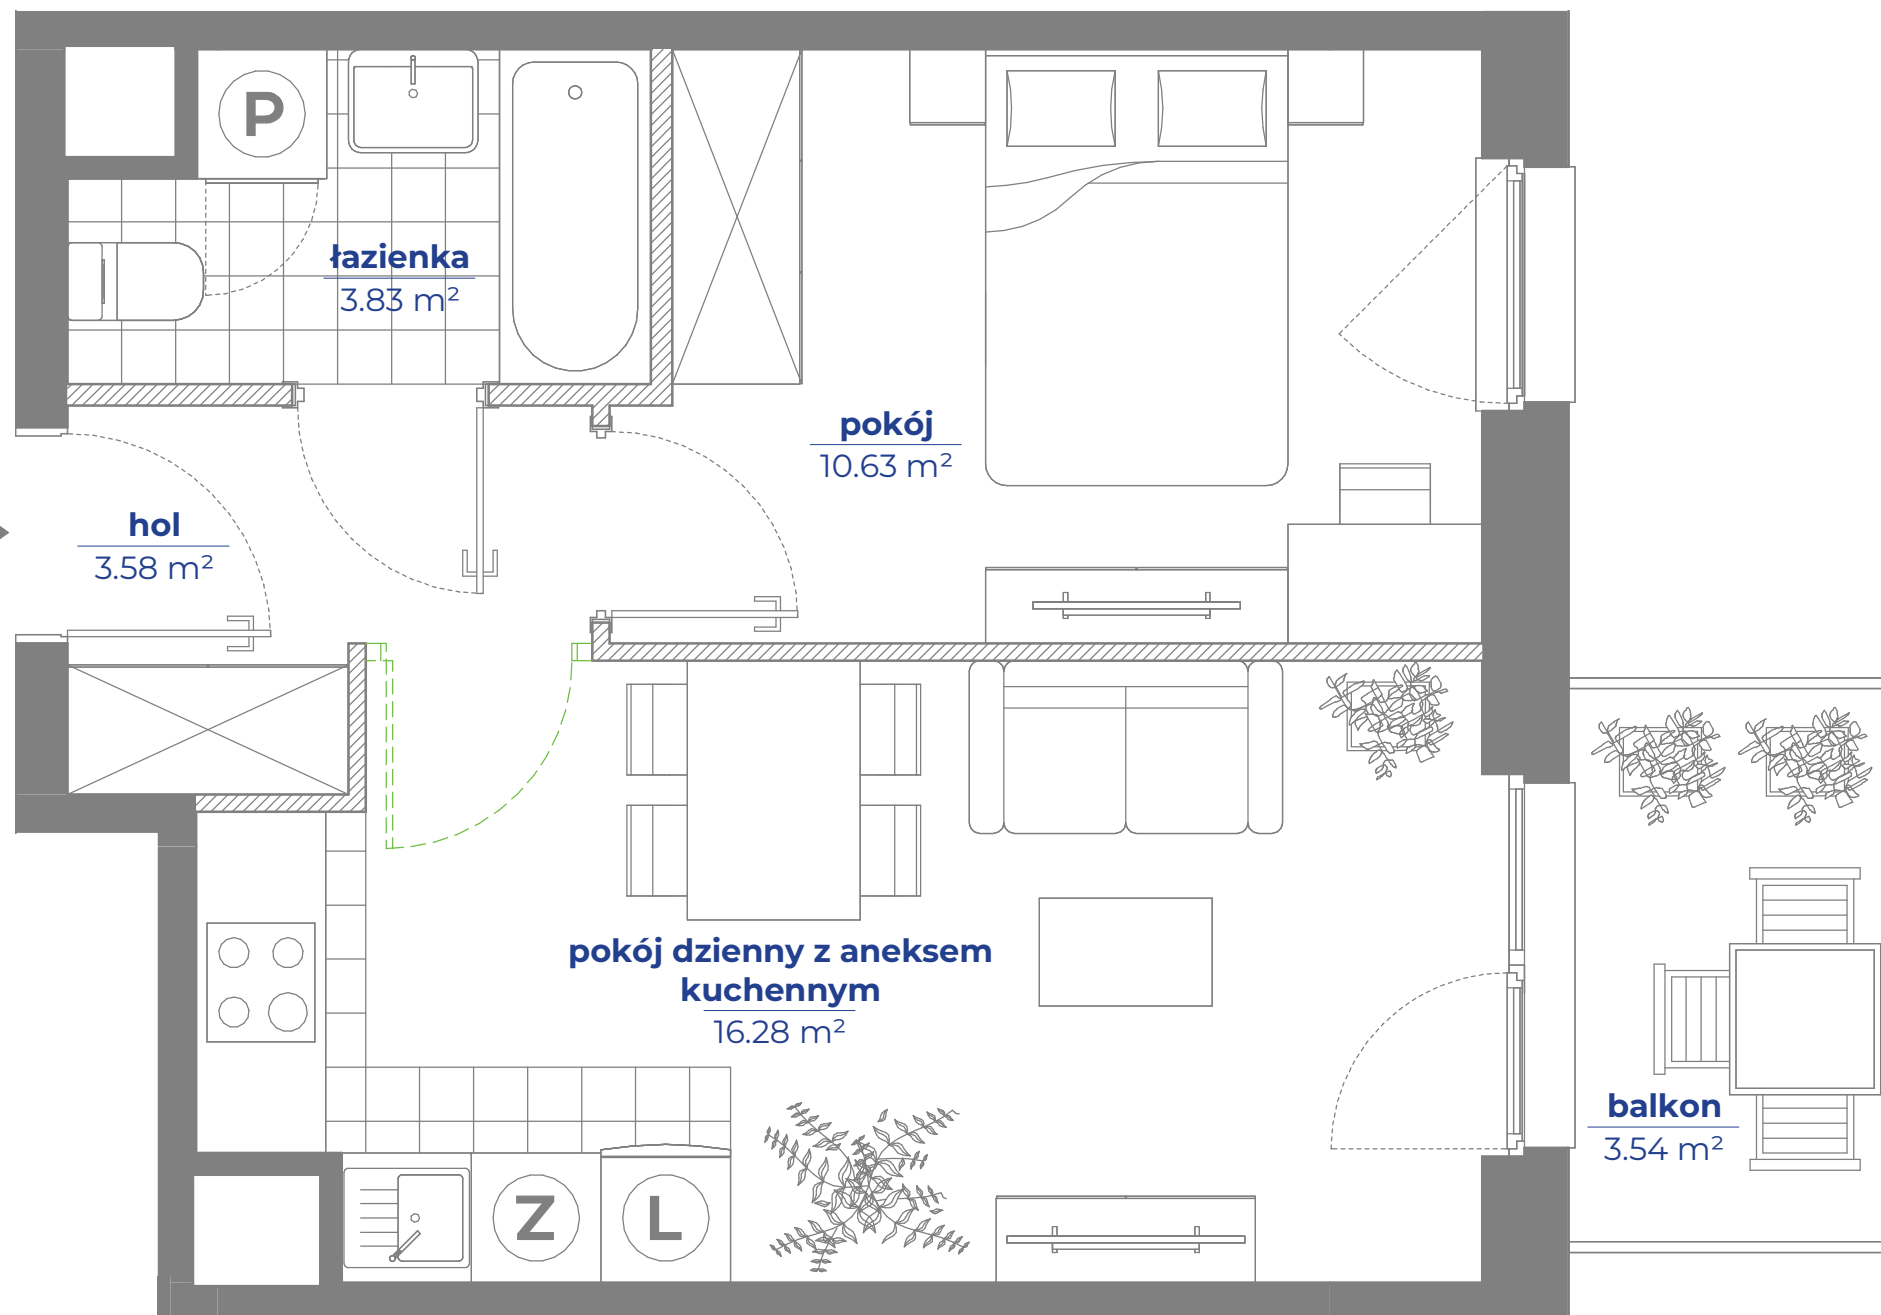 P
łazienka
3.83 m²
pokój
10.63 m²
hol
3.58 m²
pokój dzienny z aneksem
kuchennym
16.28 m²
balkon
3.54 m²
Z
L